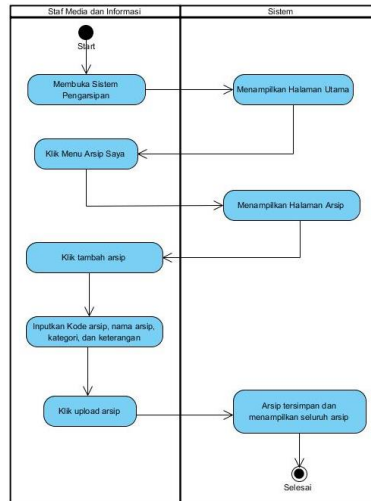 Staf Media dan Informasi
Sistem
Start
Membuka Sistem
Pengarsipan
Menampilkan Halaman Utama
Klik Menu Arsip Saya
Menampilkan Halaman Arsip
Klik tambah arsip
Inputkan Kode arsip, nama arsip,
kategori, dan keterangan
Klik upload arsip
Arsip tersimpan dan
menampilkan seluruh arsip
Selesai